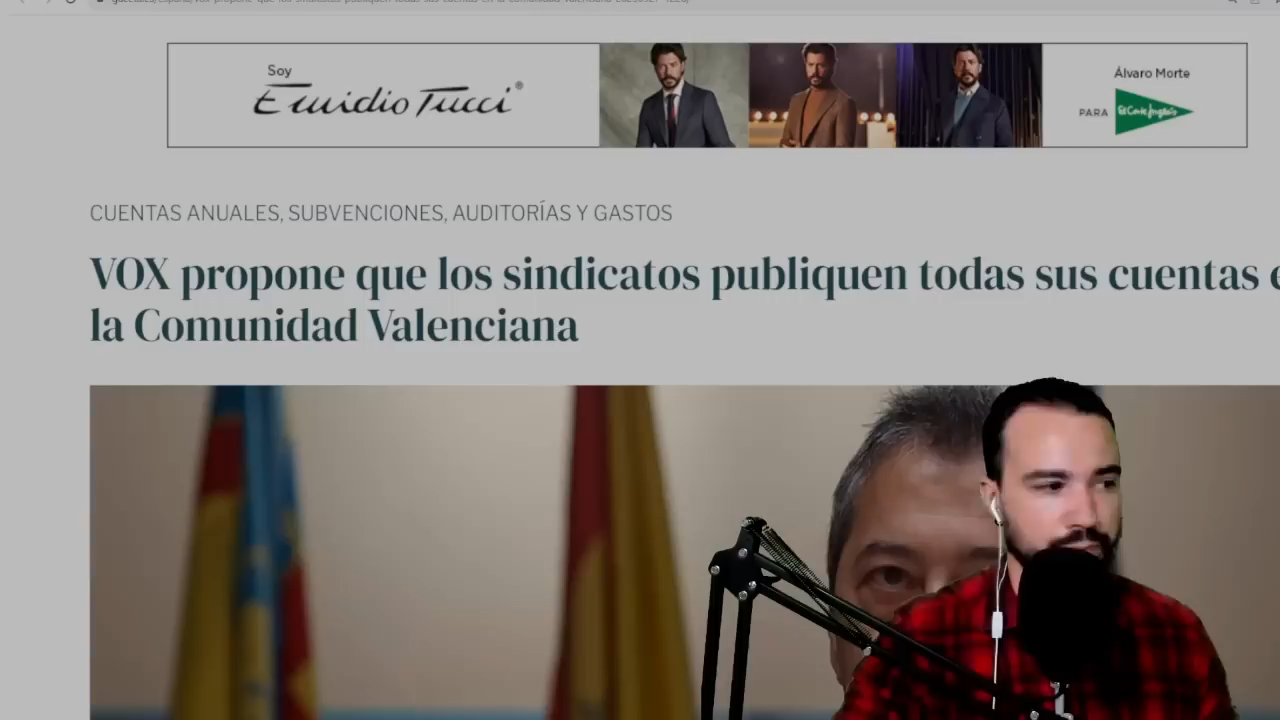 Soy
Emidio Tucci®
Álvaro Morte
PARA El Corte Inglés
CUENTAS ANUALES, SUBVENCIONES, AUDITORÍAS Y GASTOS
VOX propone que los sindicatos publiquen todas sus cuentas e
la Comunidad Valenciana